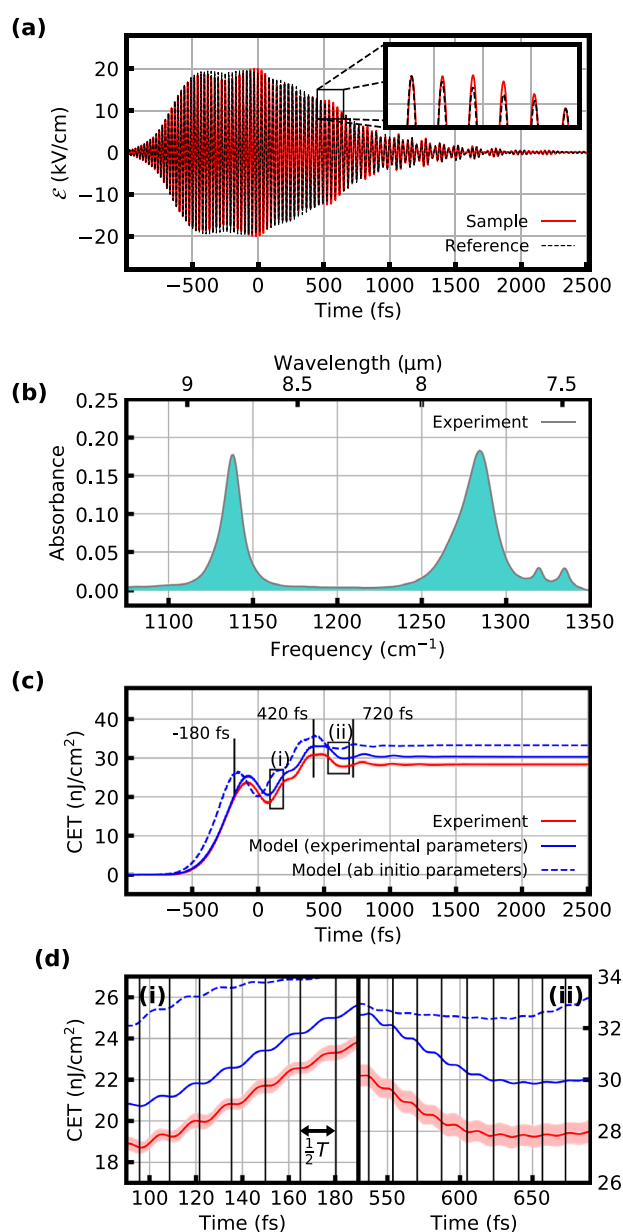 (a)
20
10
0
−10
−20
ℰ (kV/cm)
Sample
Reference
−500 0 500 1000 1500 2000 2500
Time (fs)
Wavelength (μm)
9 8.5 8 7.5
(b)
0.25
0.20
0.15
0.10
0.05
0.00
Absorbance
Experiment
1100 1150 1200 1250 1300 1350
Frequency (cm⁻¹)
(c)
40
30
20
10
0
CET (nJ/cm²)
-180 fs
420 fs
720 fs
(i)
(ii)
Experiment
Model (experimental parameters)
Model (ab initio parameters)
−500 0 500 1000 1500 2000 2500
Time (fs)
(d)
(i)
(ii)
26
24
22
20
18
CET (nJ/cm²)
½T
34
32
30
28
26
100 120 140 160 180 550 600 650
Time (fs) Time (fs)